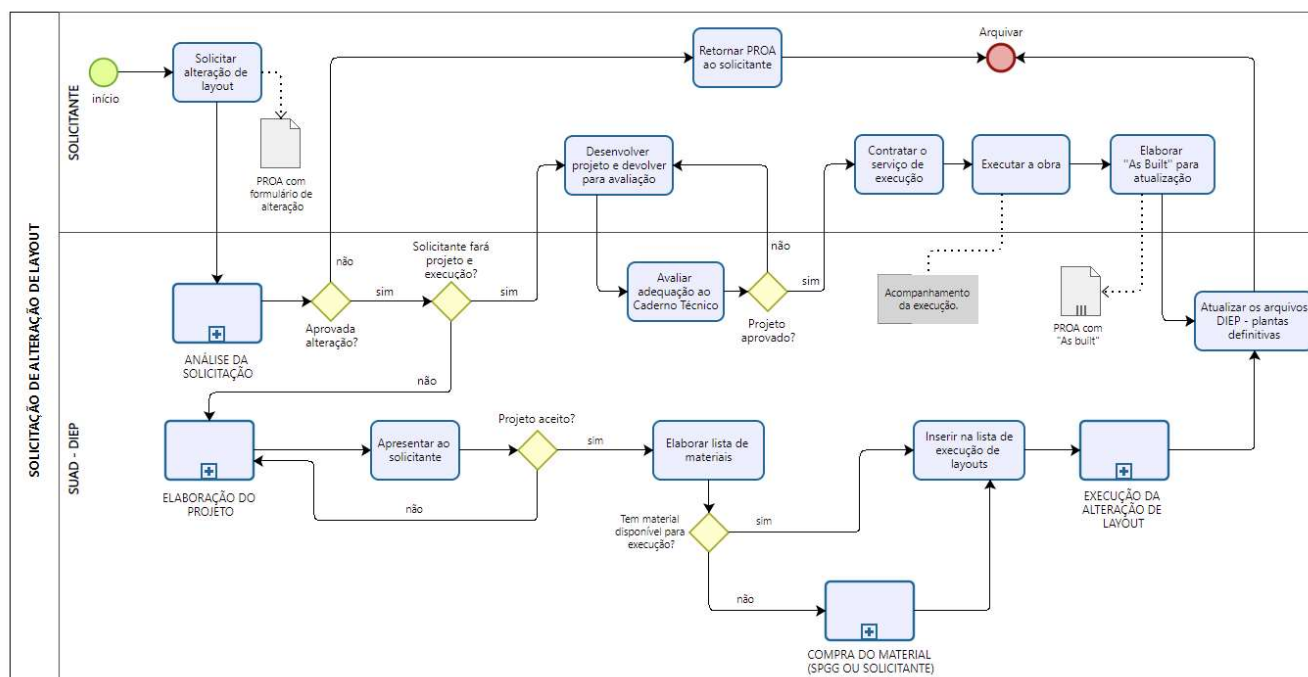 SOLICITAÇÃO DE ALTERAÇÃO DE LAYOUT
SOLICITANTE
início
Solicitar
alteração de
layout
PROA com
formulário de
alteração
Retornar PROA
ao solicitante
Arquivar
Desenvolver
projeto e devolver
para avaliação
Contratar o
serviço de
execução
Executar a obra
Elaborar
"As Built" para
atualização
SUAD - DIEP
ANÁLISE DA
SOLICITAÇÃO
não
Aprovada
alteração?
sim
Solicitante fará
projeto e
execução?
sim
não
Avaliar
adequação ao
Caderno Técnico
não
Projeto
aprovado?
sim
Acompanhamento
da execução.
PROA com
"As built"
Atualizar os arquivos
DIEP - plantas
definitivas
ELABORAÇÃO DO
PROJETO
Apresentar ao
solicitante
Projeto aceito?
não
sim
Elaborar lista de
materiais
Tem material
disponível para
execução?
sim
não
COMPRA DO MATERIAL
(SPGG OU SOLICITANTE)
Inserir na lista de
execução de
layouts
EXECUÇÃO DA
ALTERAÇÃO DE
LAYOUT